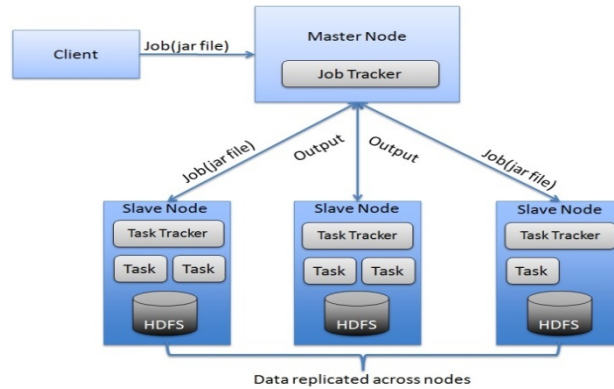 Client
Job(jar file)
Master Node
Job Tracker
Job(jar file)
Output
Output
Job(jar file)
Slave Node
Task Tracker
Task
Task
HDFS
Slave Node
Task Tracker
Task
Task
HDFS
Slave Node
Task Tracker
Task
HDFS
Data replicated across nodes